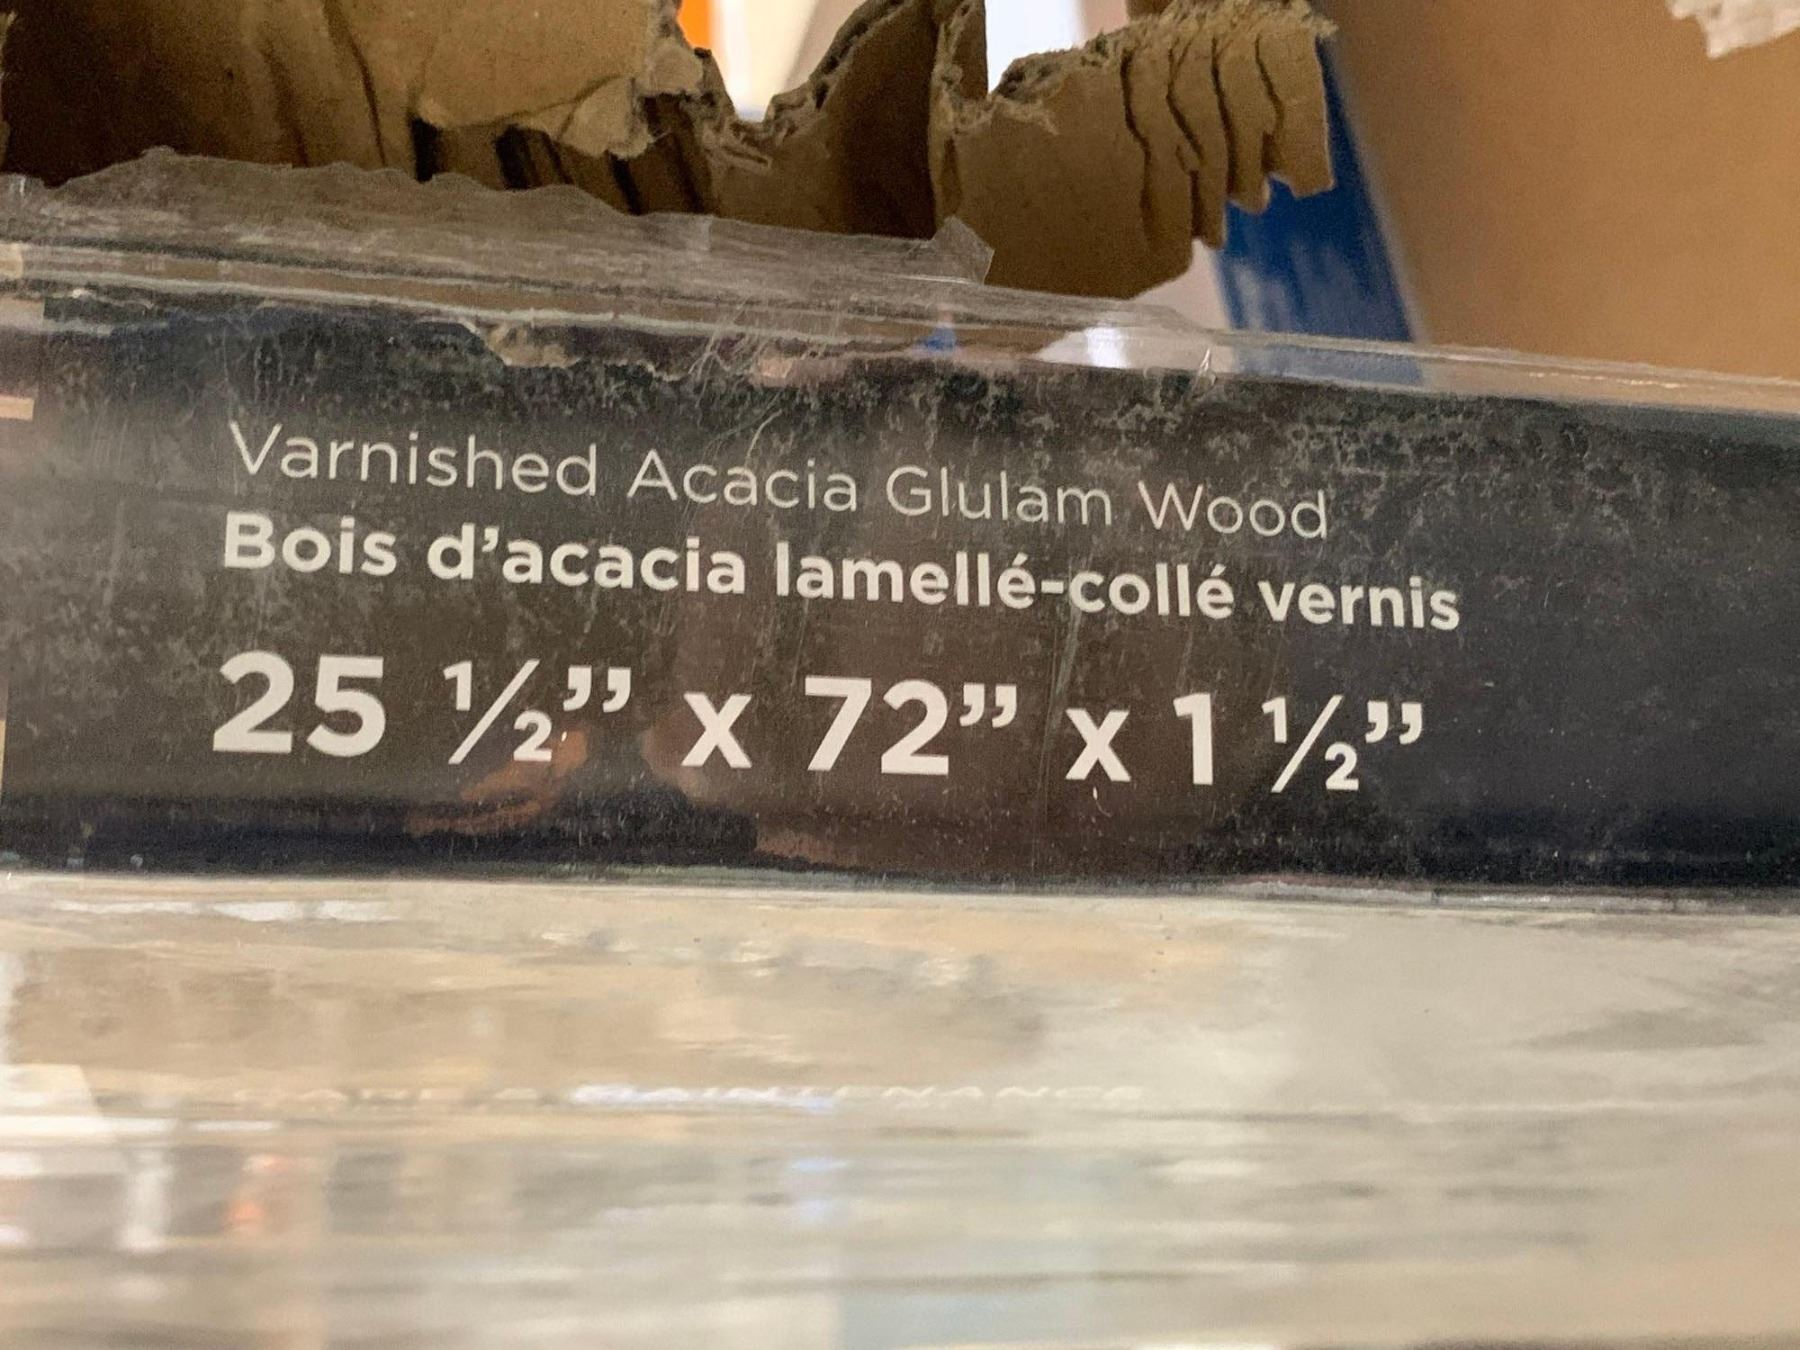 Varnished Acacia Glulam Wood
Bois d’acacia lamellé-collé vernis
25 ½” x 72” x 1 ½”